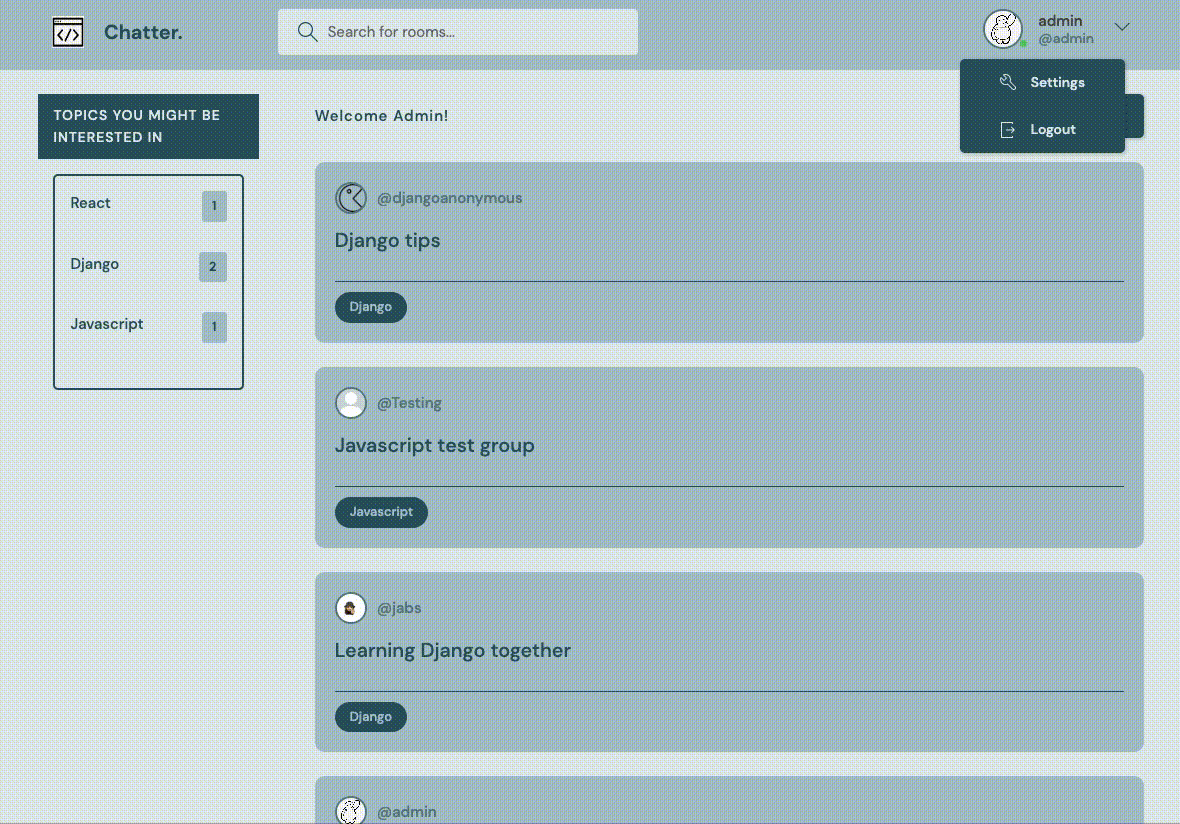 Chatter.
Search for rooms...
admin
@admin
Settings
Logout
TOPICS YOU MIGHT BE
INTERESTED IN
React 1
Django 2
Javascript 1
Welcome Admin!
@djangoanonymous
Django tips
Django
@Testing
Javascript test group
Javascript
@jabs
Learning Django together
Django
@admin